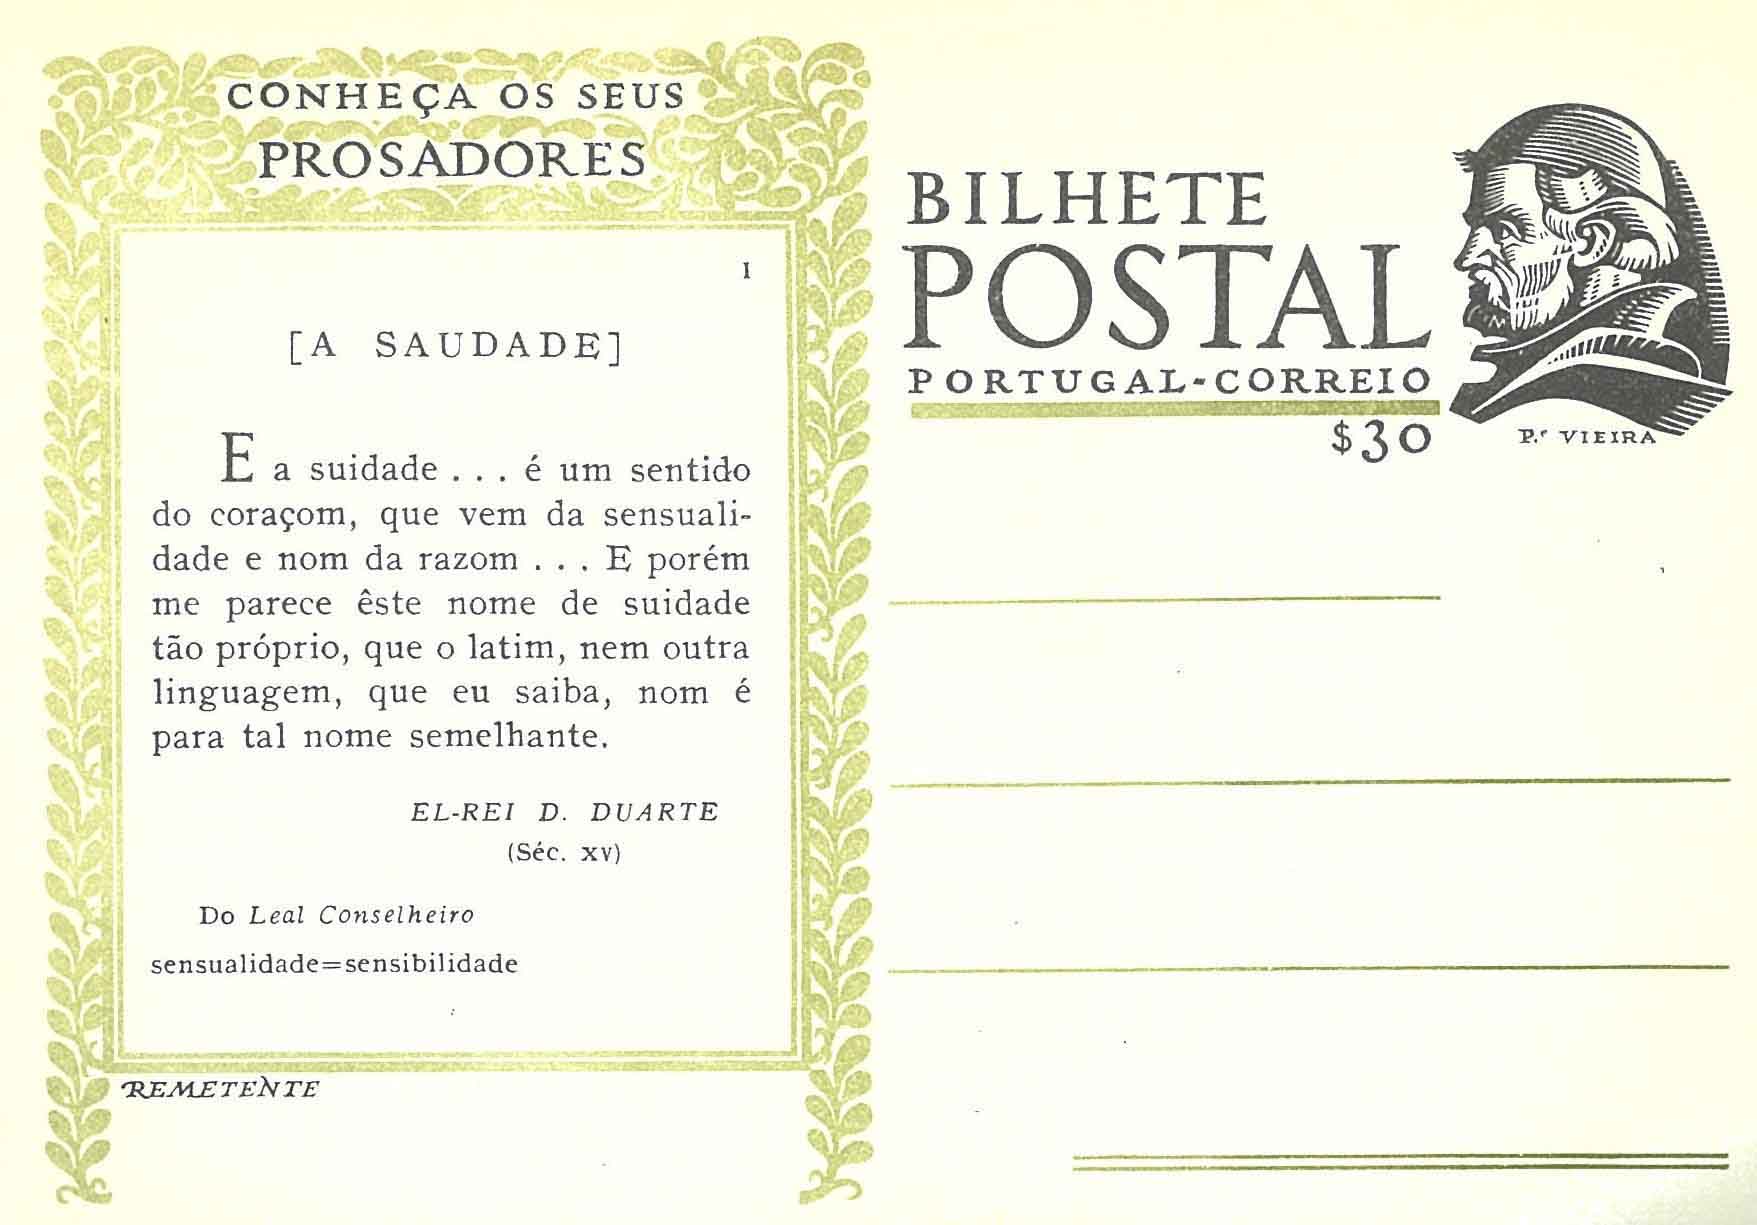 CONHEÇA OS SEUS
PROSADORES
I
[A SAUDADE]
E a suidade . . . é um sentido
do coraçom, que vem da sensuali-
dade e nom da razom . . . E porém
me parece êste nome de suidade
tão próprio, que o latim, nem outra
linguagem, que eu saiba, nom é
para tal nome semelhante.
EL-REI D. DUARTE
(Séc. XV)
Do Leal Conselheiro
sensualidade=sensibilidade
REMETENTE
BILHETE
POSTAL
PORTUGAL-CORREIO
$30
P.ᵉ VIEIRA